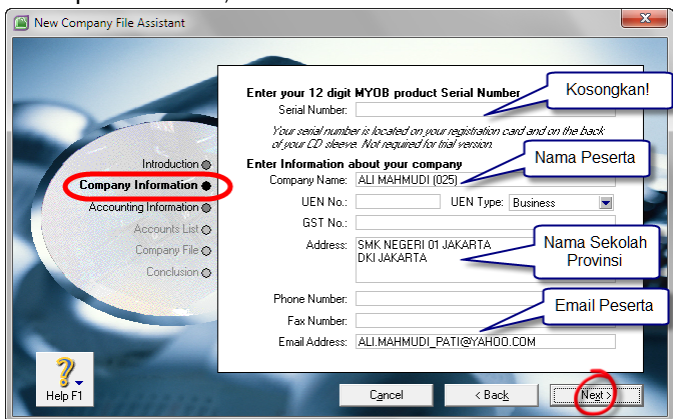 New Company File Assistant
Enter your 12 digit MYOB product Serial Number
Kosongkan!
Serial Number:
Your serial number is located on your registration card and on the back
of your CD sleeve. Not required for trial version.
Introduction
Enter Information about your company
Nama Peserta
Company Information
Company Name: ALI MAHMUDI (025)
Accounting Information
UEN No.: UEN Type: Business
GST No.:
Accounts List
Address: SMK NEGERI 01 JAKARTA
DKI JAKARTA
Nama Sekolah
Provinsi
Company File
Conclusion
Phone Number:
Email Peserta
Fax Number:
Email Address: ALI.MAHMUDI_PATI@YAHOO.COM
Help F1
Cancel
< Back
Next >